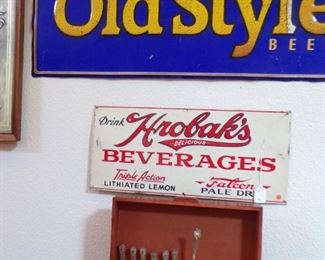 Old Style
BEE
Drink
Hrobak's
DELICIOUS
BEVERAGES
Triple Action
LITHIATED LEMON
Falcon
PALE DR